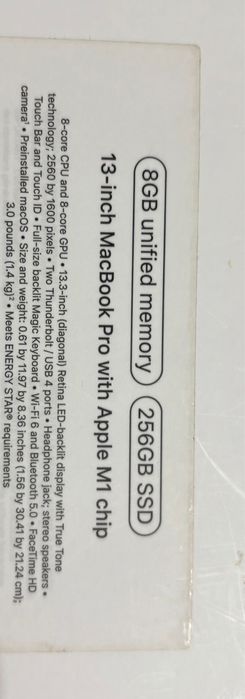 8GB unified memory 256GB SSD
13-inch MacBook Pro with Apple M1 chip
8-core CPU and 8-core GPU • 13.3-inch (diagonal) Retina LED-backlit display with True Tone
technology; 2560 by 1600 pixels • Two Thunderbolt / USB 4 ports • Headphone jack; stereo speakers •
Touch Bar and Touch ID • Full-size backlit Magic Keyboard • Wi-Fi 6 and Bluetooth 5.0 • FaceTime HD
camera¹ • Preinstalled macOS • Size and weight: 0.61 by 11.97 by 8.36 inches (1.56 by 30.41 by 21.24 cm);
3.0 pounds (1.4 kg)² • Meets ENERGY STAR® requirements